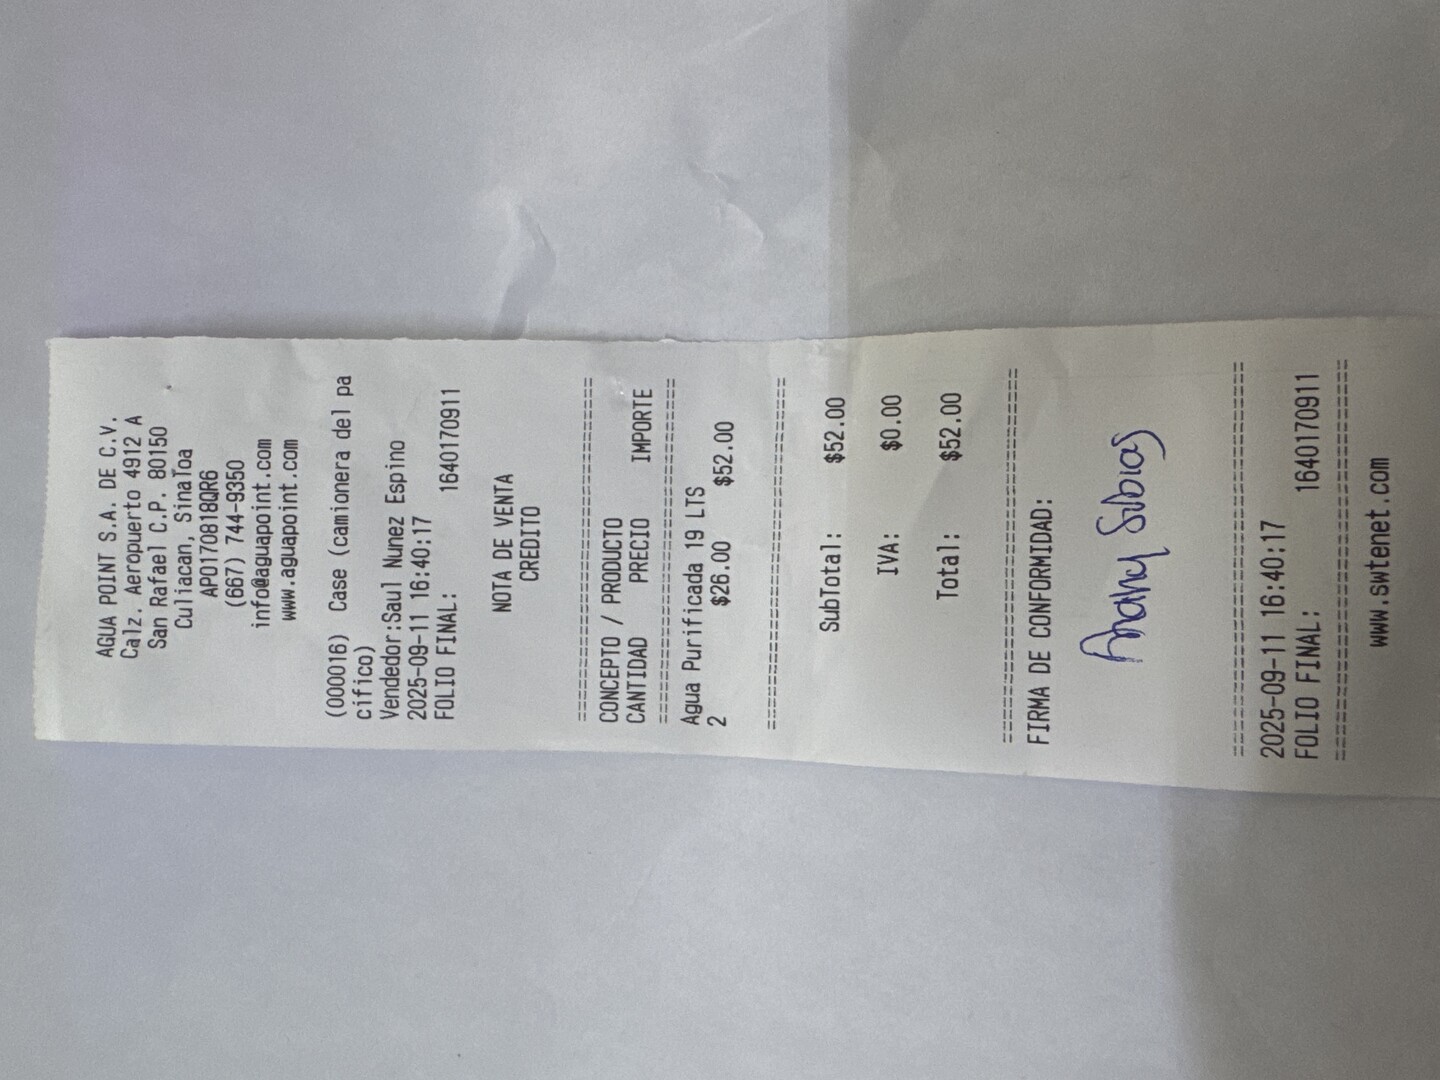 AGUA POINT S.A. DE C.V.
Calz. Aeropuerto 4912 A
San Rafael C.P. 80150
Culiacan, Sinaloa
APO170818QR6
(667) 744-9350
info@aguapoint.com
www.aguapoint.com
(000016) Case (camionera del pa
cifico)
Vendedor:Saul Nunez Espino
2025-09-11 16:40:17
FOLIO FINAL: 1640170911
NOTA DE VENTA
CREDITO
CONCEPTO / PRODUCTO
CANTIDAD PRECIO IMPORTE
Agua Purificada 19 LTS
2 $26.00 $52.00
SubTotal: $52.00
IVA: $0.00
Total: $52.00
FIRMA DE CONFORMIDAD:
2025-09-11 16:40:17
FOLIO FINAL: 1640170911
www.swtenet.com